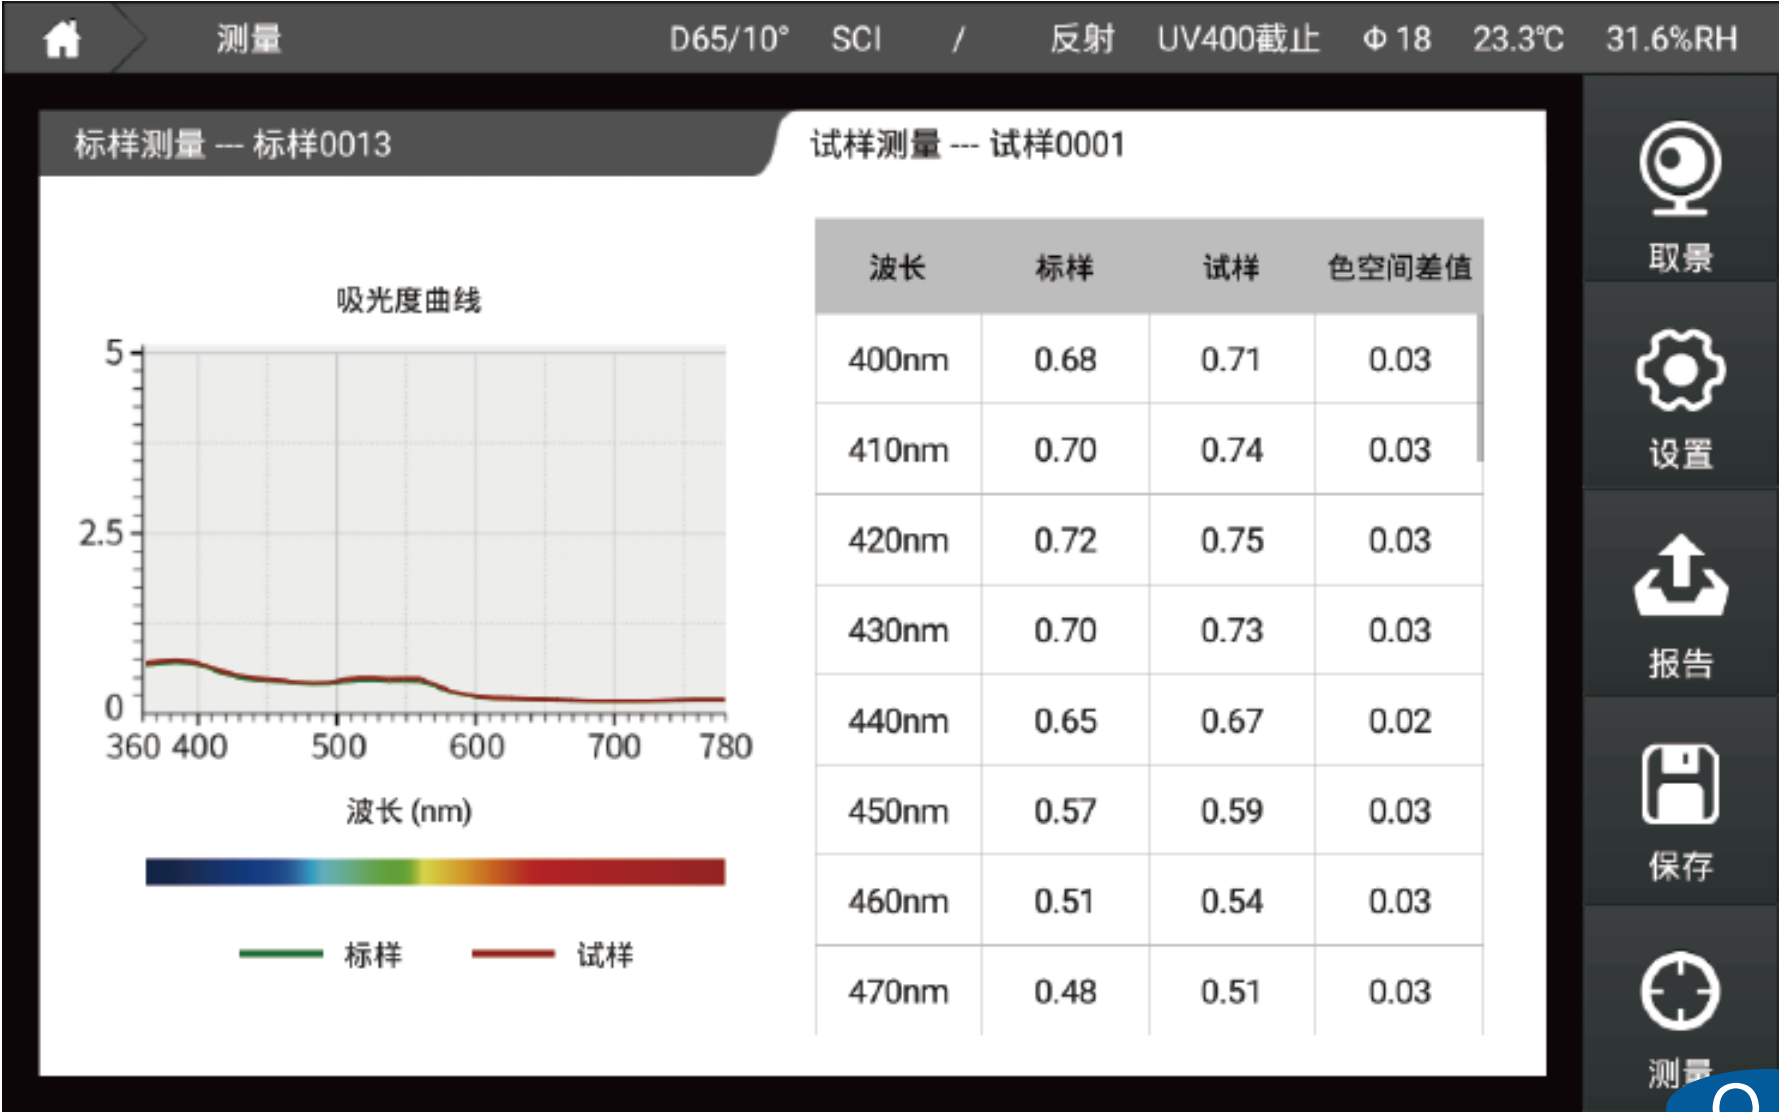 测量 D65/10° SCI / 反射 UV400截止 Φ 18 23.3℃ 31.6%RH
标样测量 --- 标样0013
试样测量 --- 试样0001
吸光度曲线
5
2.5
0
360 400 500 600 700 780
波长 (nm)
标样 试样
波长 标样 试样 色空间差值
400nm 0.68 0.71 0.03
410nm 0.70 0.74 0.03
420nm 0.72 0.75 0.03
430nm 0.70 0.73 0.03
440nm 0.65 0.67 0.02
450nm 0.57 0.59 0.03
460nm 0.51 0.54 0.03
470nm 0.48 0.51 0.03
取景
设置
报告
保存
测量